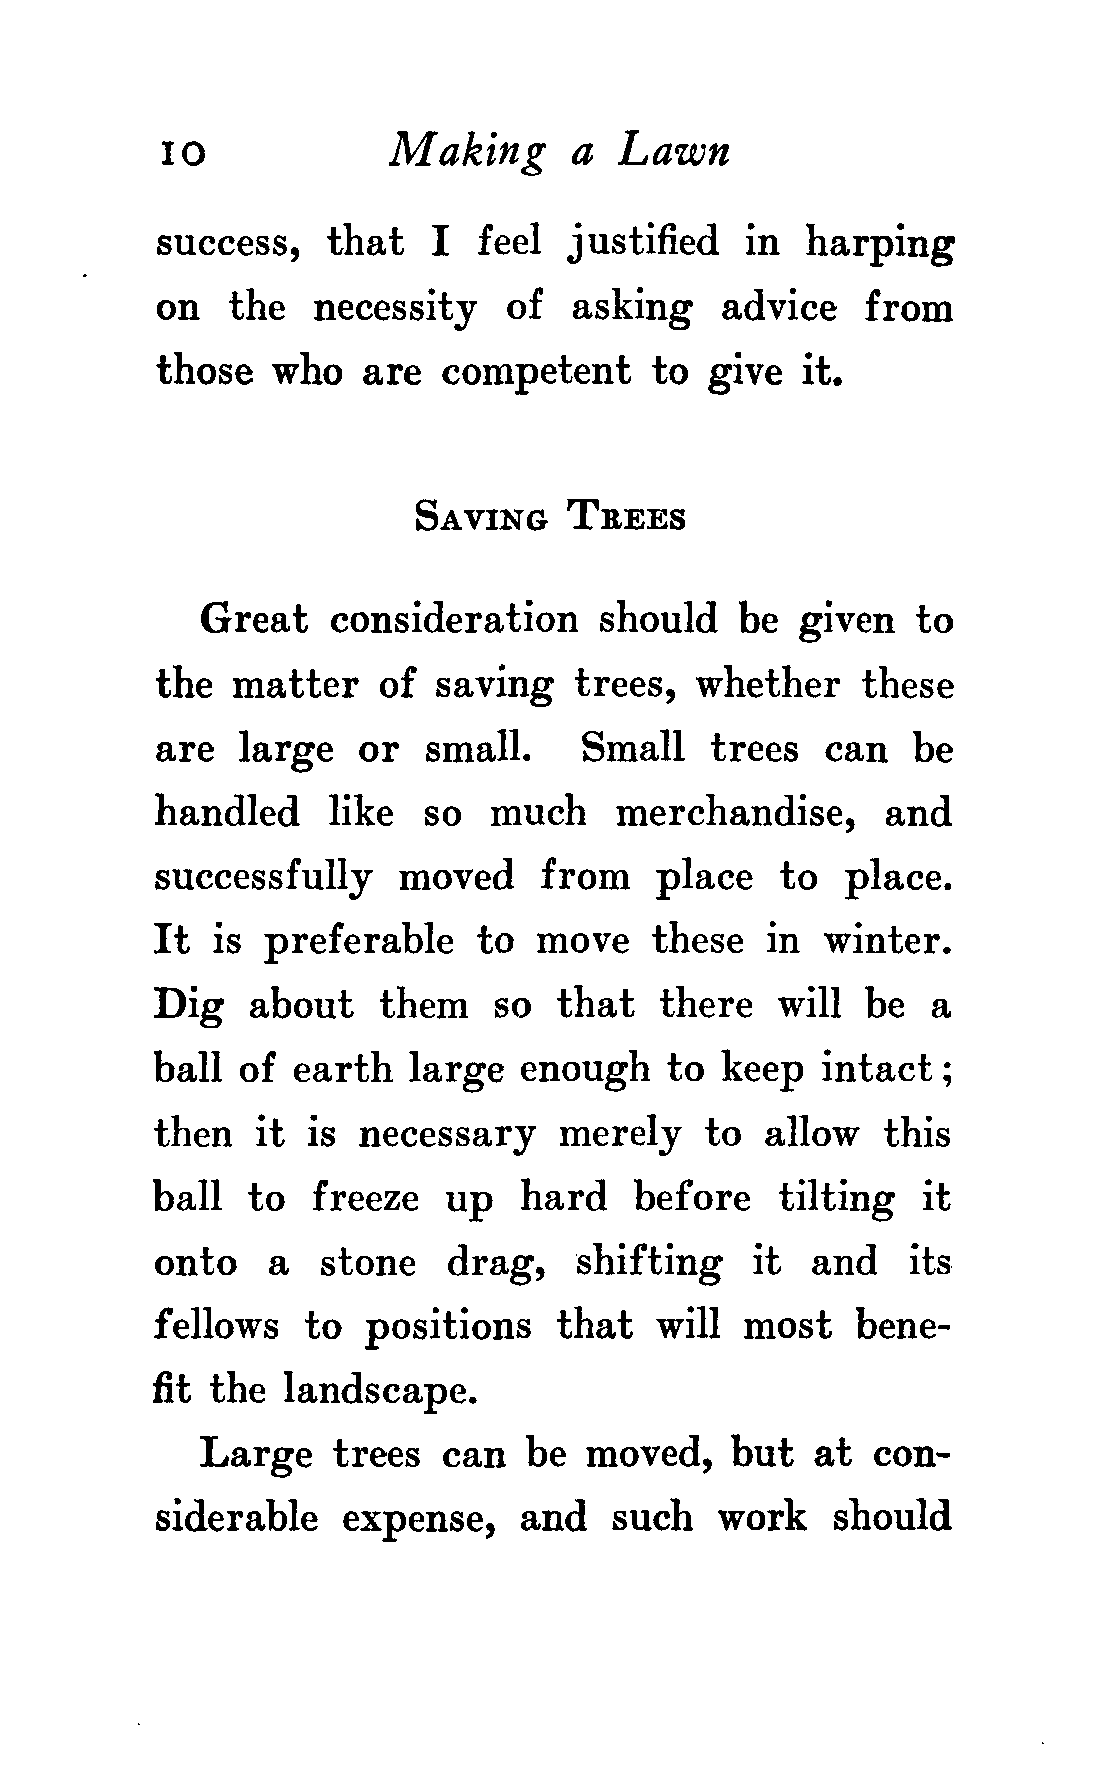 10 Making a Lawn
success, that I feel justified in harping
on the necessity of asking advice from
those who are competent to give it.
Saving Trees
Great consideration should be given to
the matter of saving trees, whether these
are large or small. Small trees can be
handled like so much merchandise, and
successfully moved from place to place.
It is preferable to move these in winter.
Dig about them so that there will be a
ball of earth large enough to keep intact;
then it is necessary merely to allow this
ball to freeze up hard before tilting it
onto a stone drag, shifting it and its
fellows to positions that will most bene-
fit the landscape.
Large trees can be moved, but at con-
siderable expense, and such work should